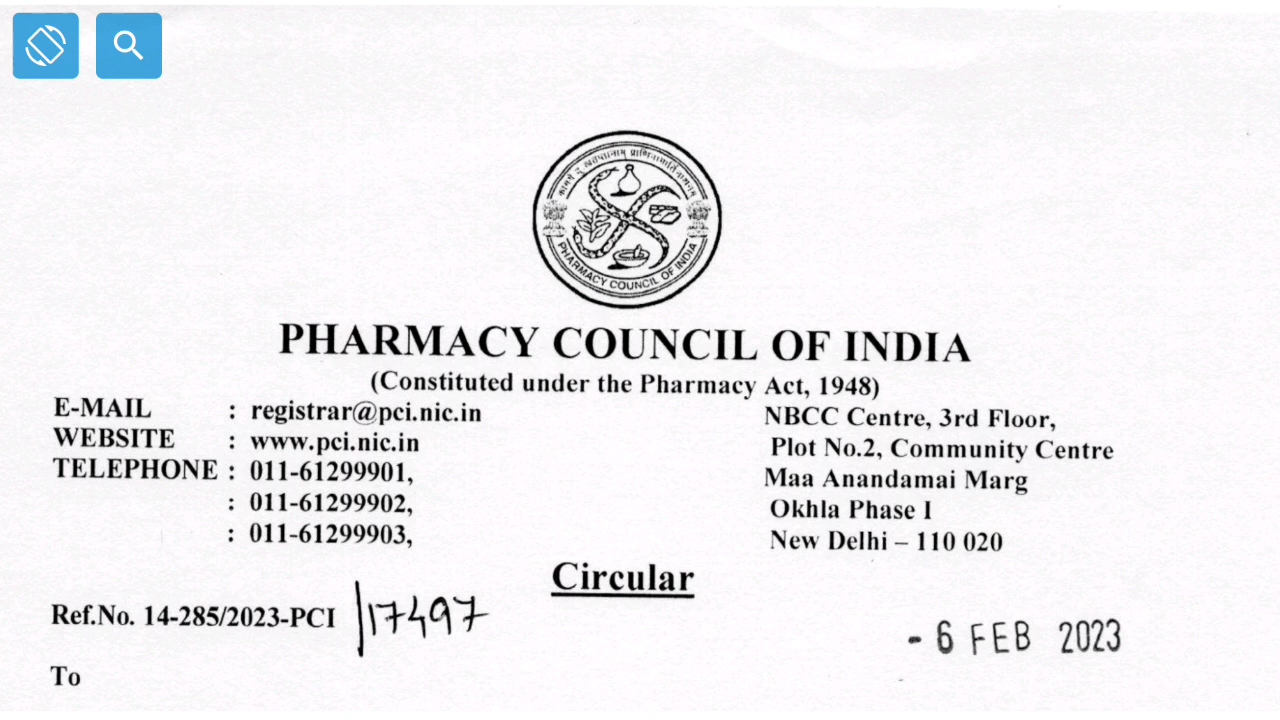 PHARMACY COUNCIL OF INDIA
PHARMACY COUNCIL OF INDIA
(Constituted under the Pharmacy Act, 1948)
E-MAIL : registrar@pci.nic.in
WEBSITE : www.pci.nic.in
TELEPHONE : 011-61299901,
: 011-61299902,
: 011-61299903,
NBCC Centre, 3rd Floor,
Plot No.2, Community Centre
Maa Anandamai Marg
Okhla Phase I
New Delhi – 110 020
Circular
Ref.No. 14-285/2023-PCI /17497
- 6 FEB 2023
To